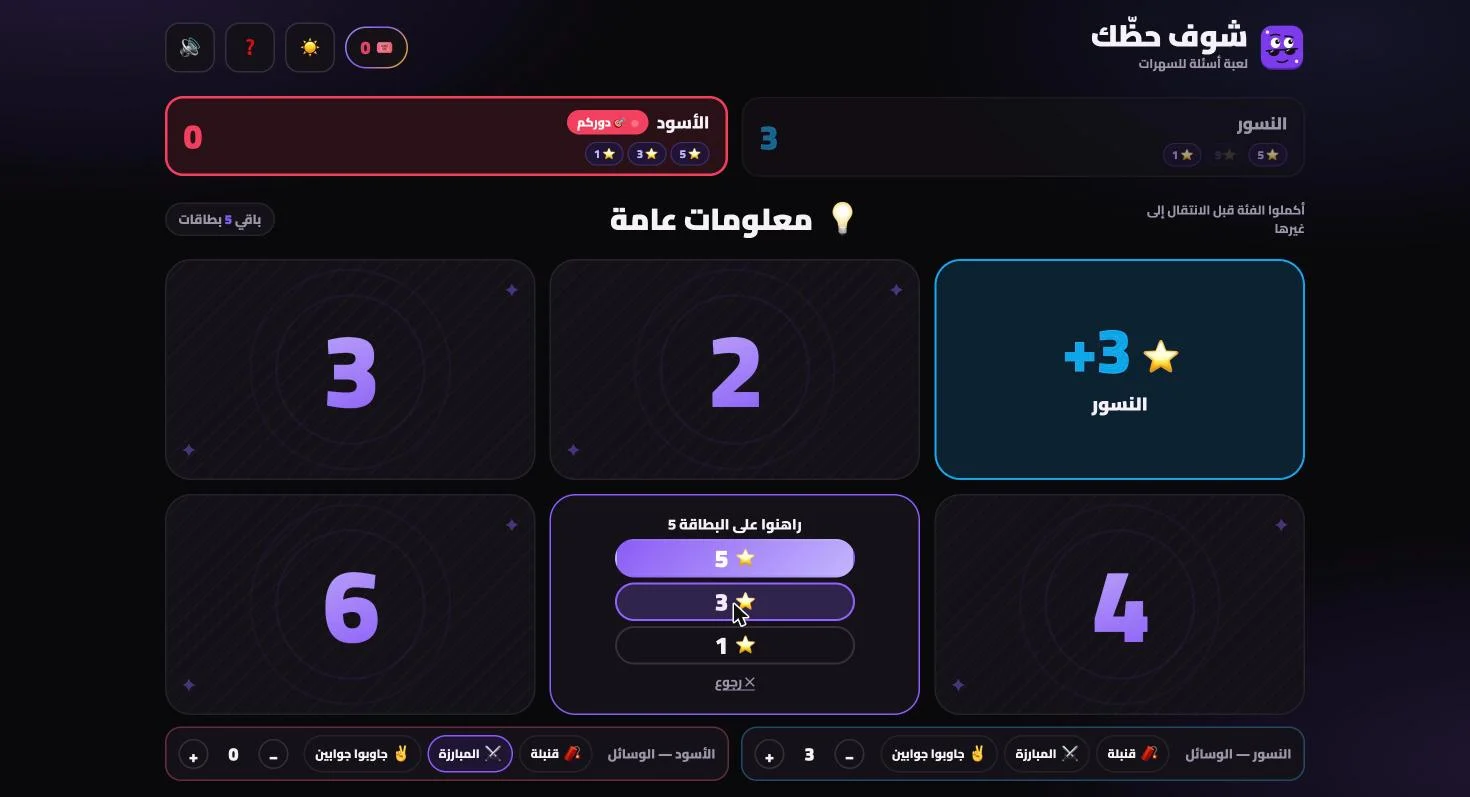 شوف حظّك
لعبة أسئلة للسهرات
0
?
النسور
5
3
1
3
الأسود
دوركم
5
3
1
0
أكملوا الفئة قبل الانتقال إلى
غيرها
معلومات عامة
باقي 5 بطاقات
+3
النسور
2
3
4
راهنوا على البطاقة 5
5
3
1
رجوع
6
النسور — الوسائل
قنبلة
المبارزة
جاوبوا جوابين
−
3
+
الأسود — الوسائل
قنبلة
المبارزة
جاوبوا جوابين
−
0
+